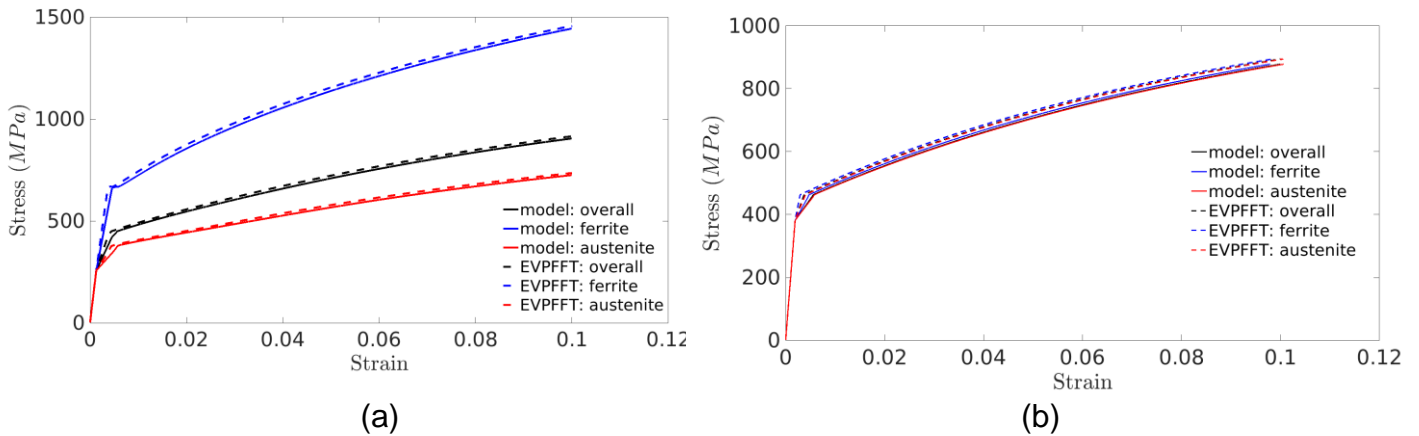 1500
1000
500
0
Stress (MPa)
0
0.02
0.04
0.06
0.08
0.1
0.12
Strain
model: overall
model: ferrite
model: austenite
EVPFFT: overall
EVPFFT: ferrite
EVPFFT: austenite
(a)
1000
800
600
400
200
0
Stress (MPa)
0
0.02
0.04
0.06
0.08
0.1
0.12
Strain
model: overall
model: ferrite
model: austenite
EVPFFT: overall
EVPFFT: ferrite
EVPFFT: austenite
(b)